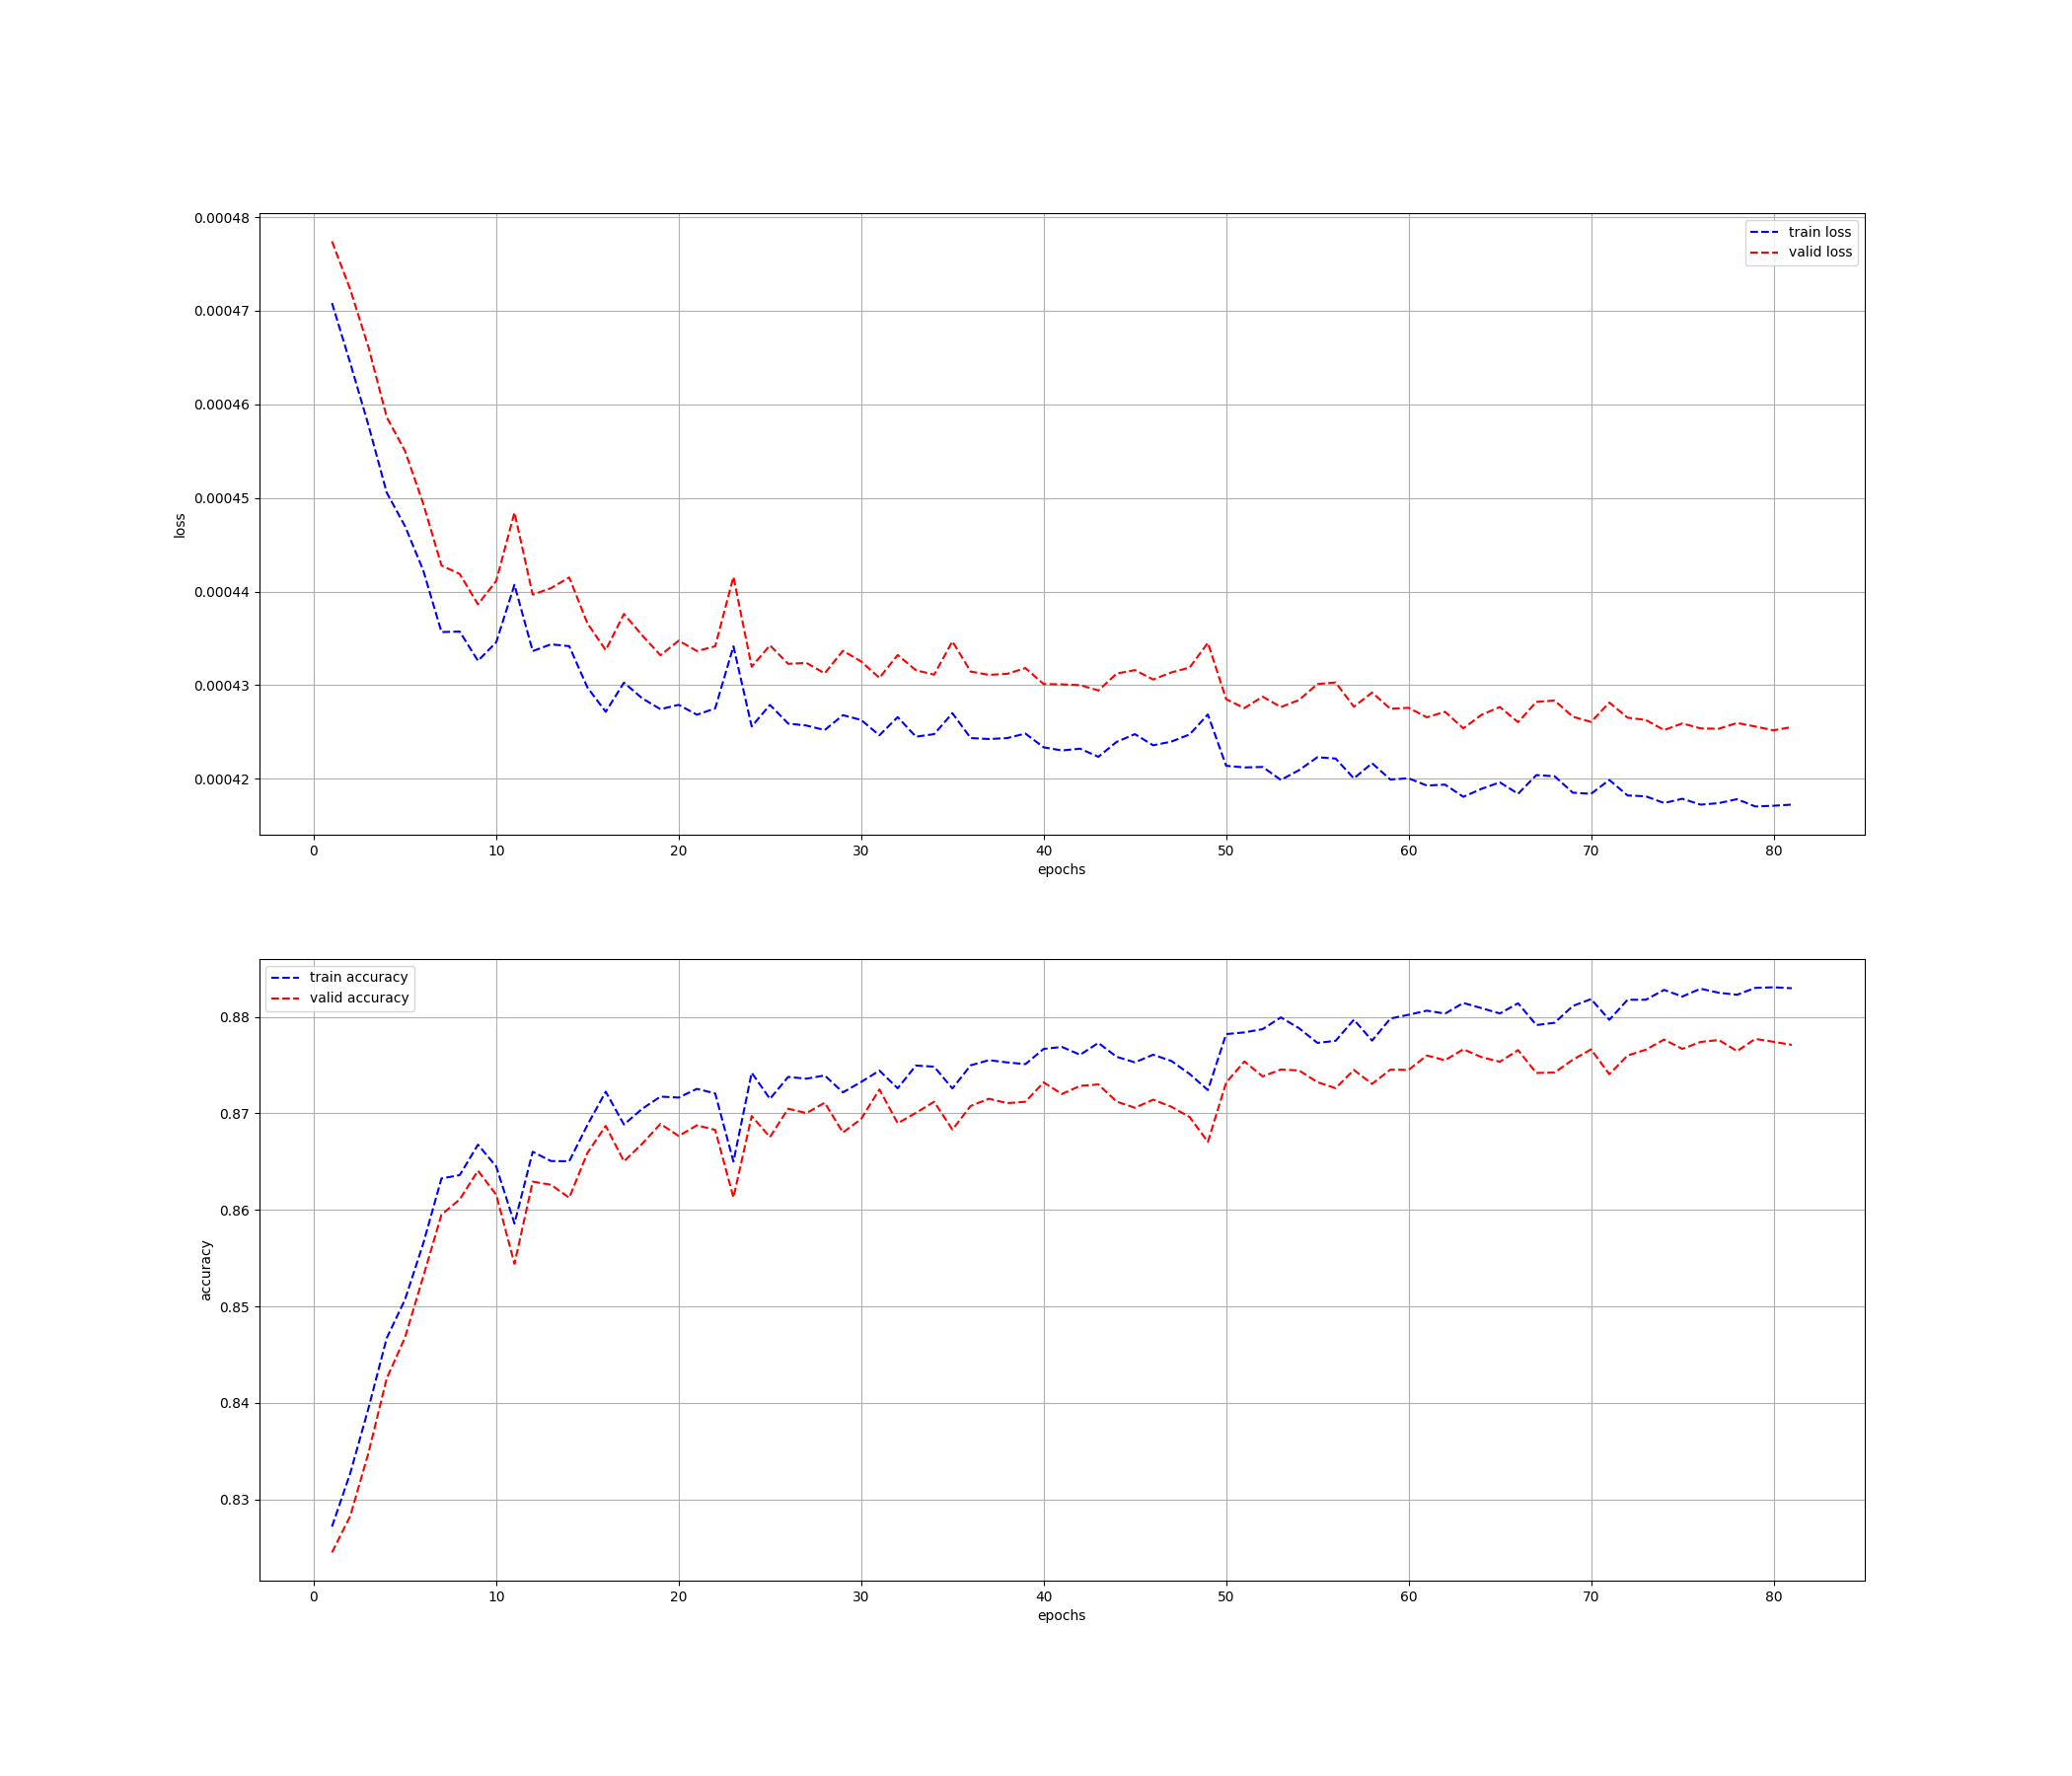 0.00048
0.00047
0.00046
0.00045
0.00044
0.00043
0.00042
loss
train loss
valid loss
0 10 20 30 40 50 60 70 80
epochs
train accuracy
valid accuracy
0.88
0.87
0.86
0.85
0.84
0.83
accuracy
0 10 20 30 40 50 60 70 80
epochs